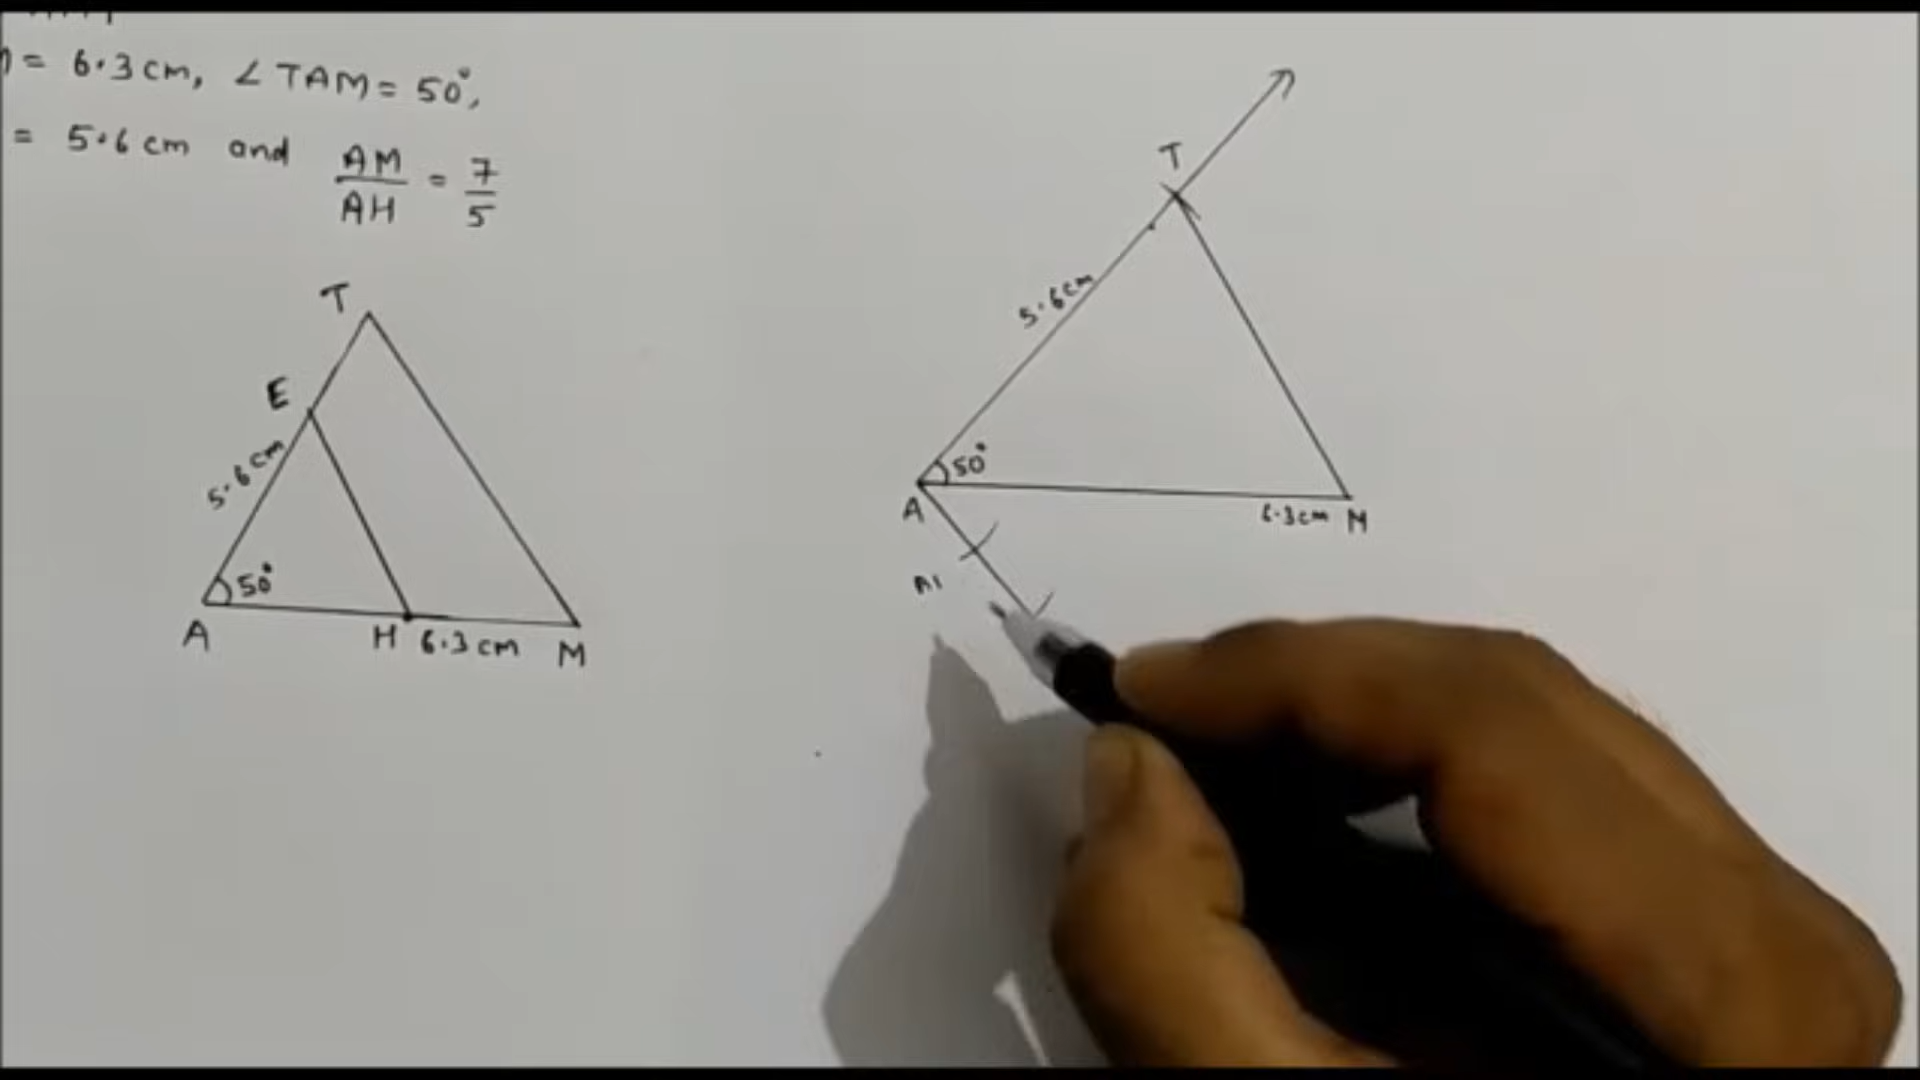 = 6.3 cm, ∠TAM = 50°,
= 5.6 cm and AM/AH = 7/5
T
E
5.6 cm
50°
A
H
6.3 cm
M
T
5.6 cm
50°
A
6.3 cm
M
A1